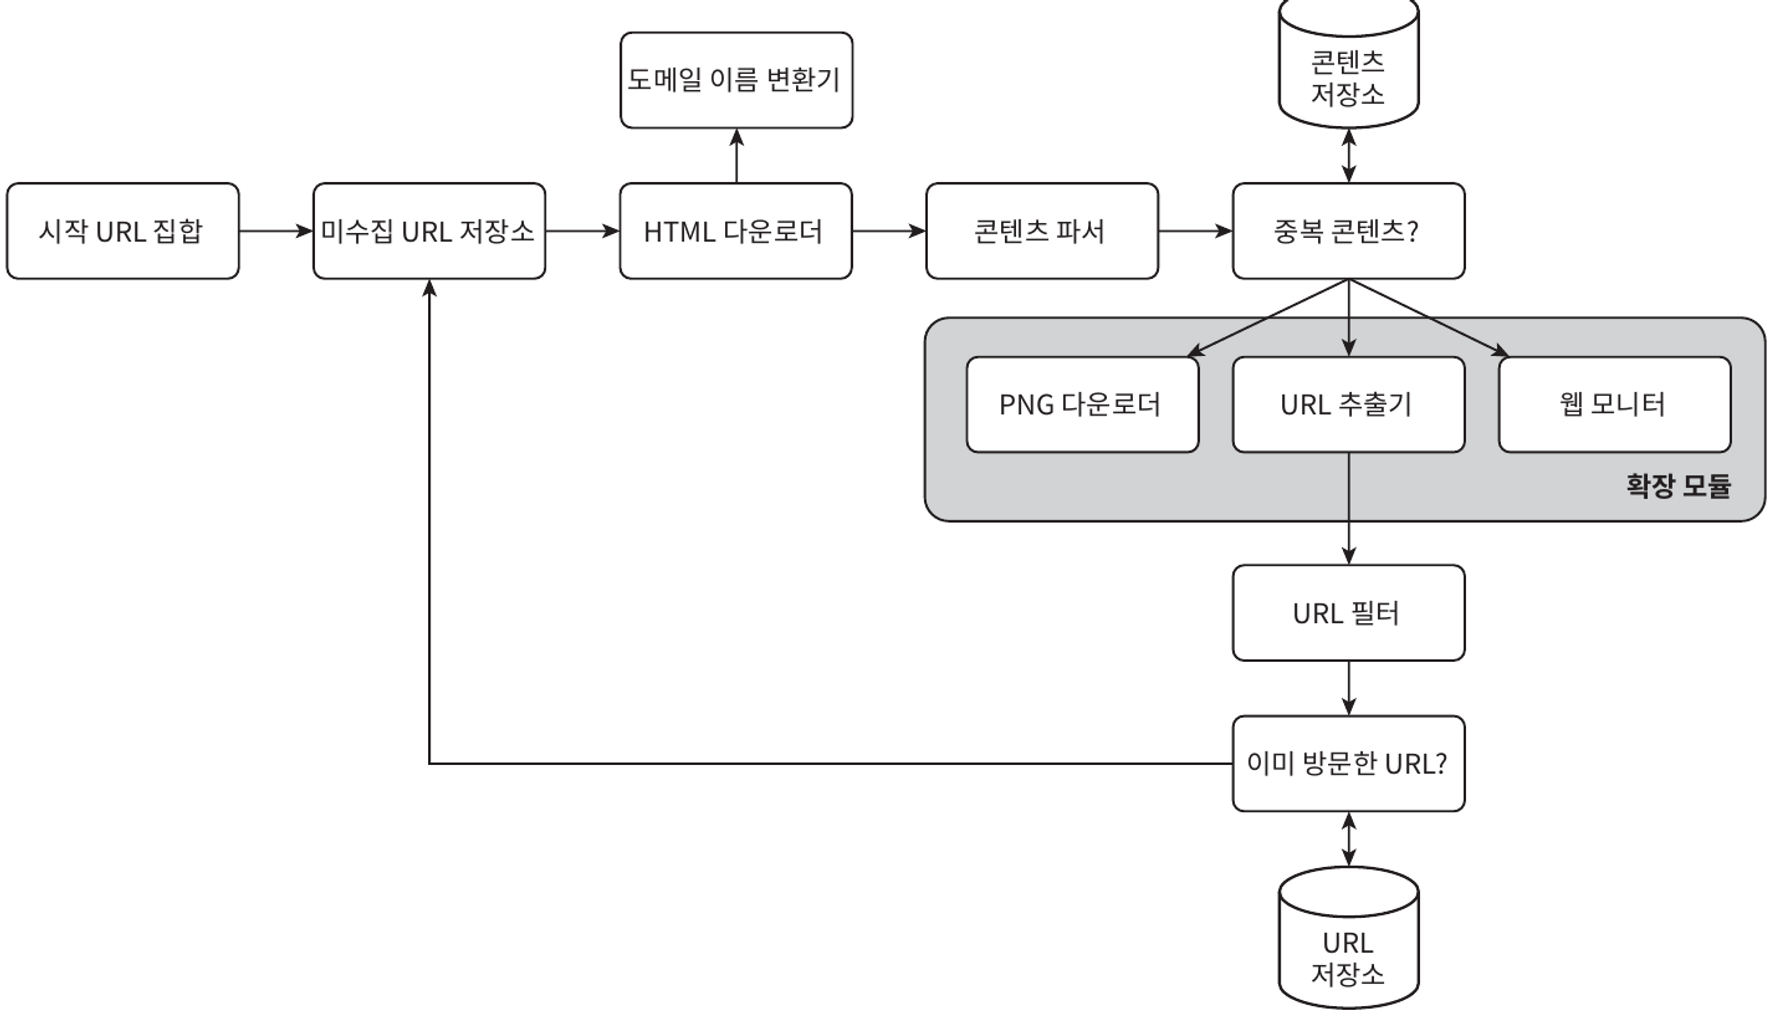 콘텐츠
저장소
도메일 이름 변환기
시작 URL 집합
미수집 URL 저장소
HTML 다운로더
콘텐츠 파서
중복 콘텐츠?
PNG 다운로더
URL 추출기
웹 모니터
확장 모듈
URL 필터
이미 방문한 URL?
URL
저장소